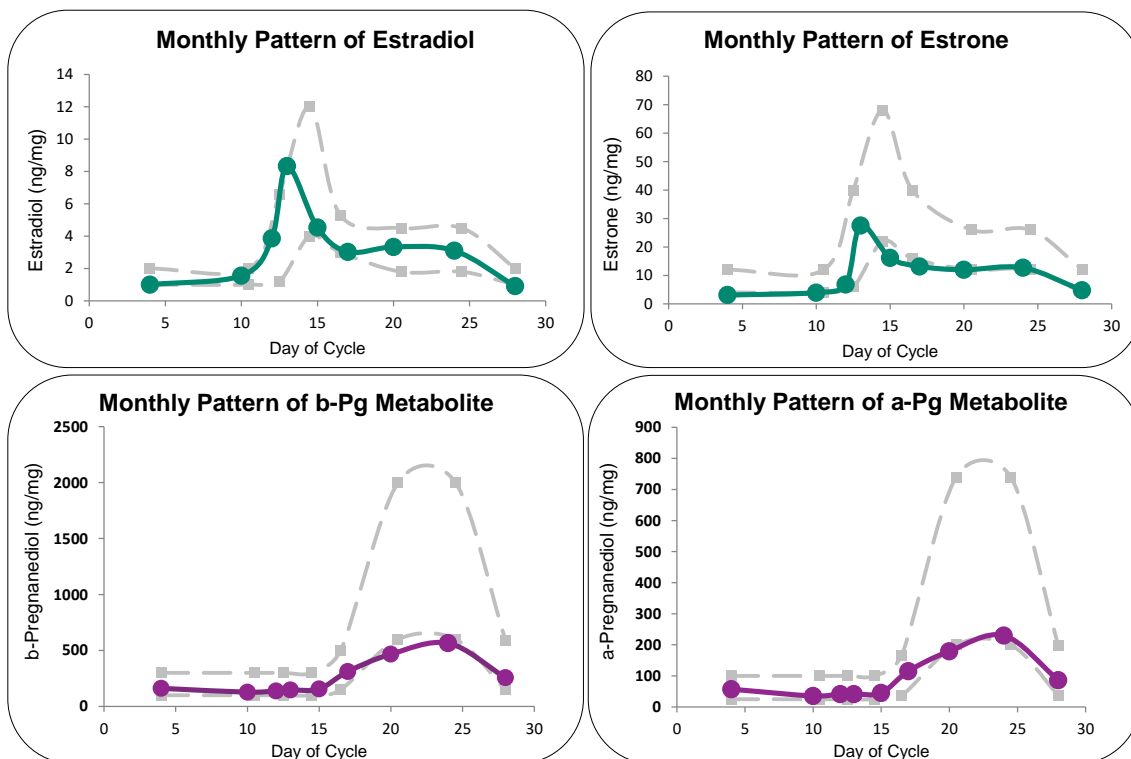 Monthly Pattern of Estradiol
14
12
10
8
6
4
2
0
Estradiol (ng/mg)
0 5 10 15 20 25 30
Day of Cycle
Monthly Pattern of Estrone
80
70
60
50
40
30
20
10
0
Estrone (ng/mg)
0 5 10 15 20 25 30
Day of Cycle
Monthly Pattern of b-Pg Metabolite
2500
2000
1500
1000
500
0
b-Pregnanediol (ng/mg)
0 5 10 15 20 25 30
Day of Cycle
Monthly Pattern of a-Pg Metabolite
900
800
700
600
500
400
300
200
100
0
a-Pregnanediol (ng/mg)
0 5 10 15 20 25 30
Day of Cycle